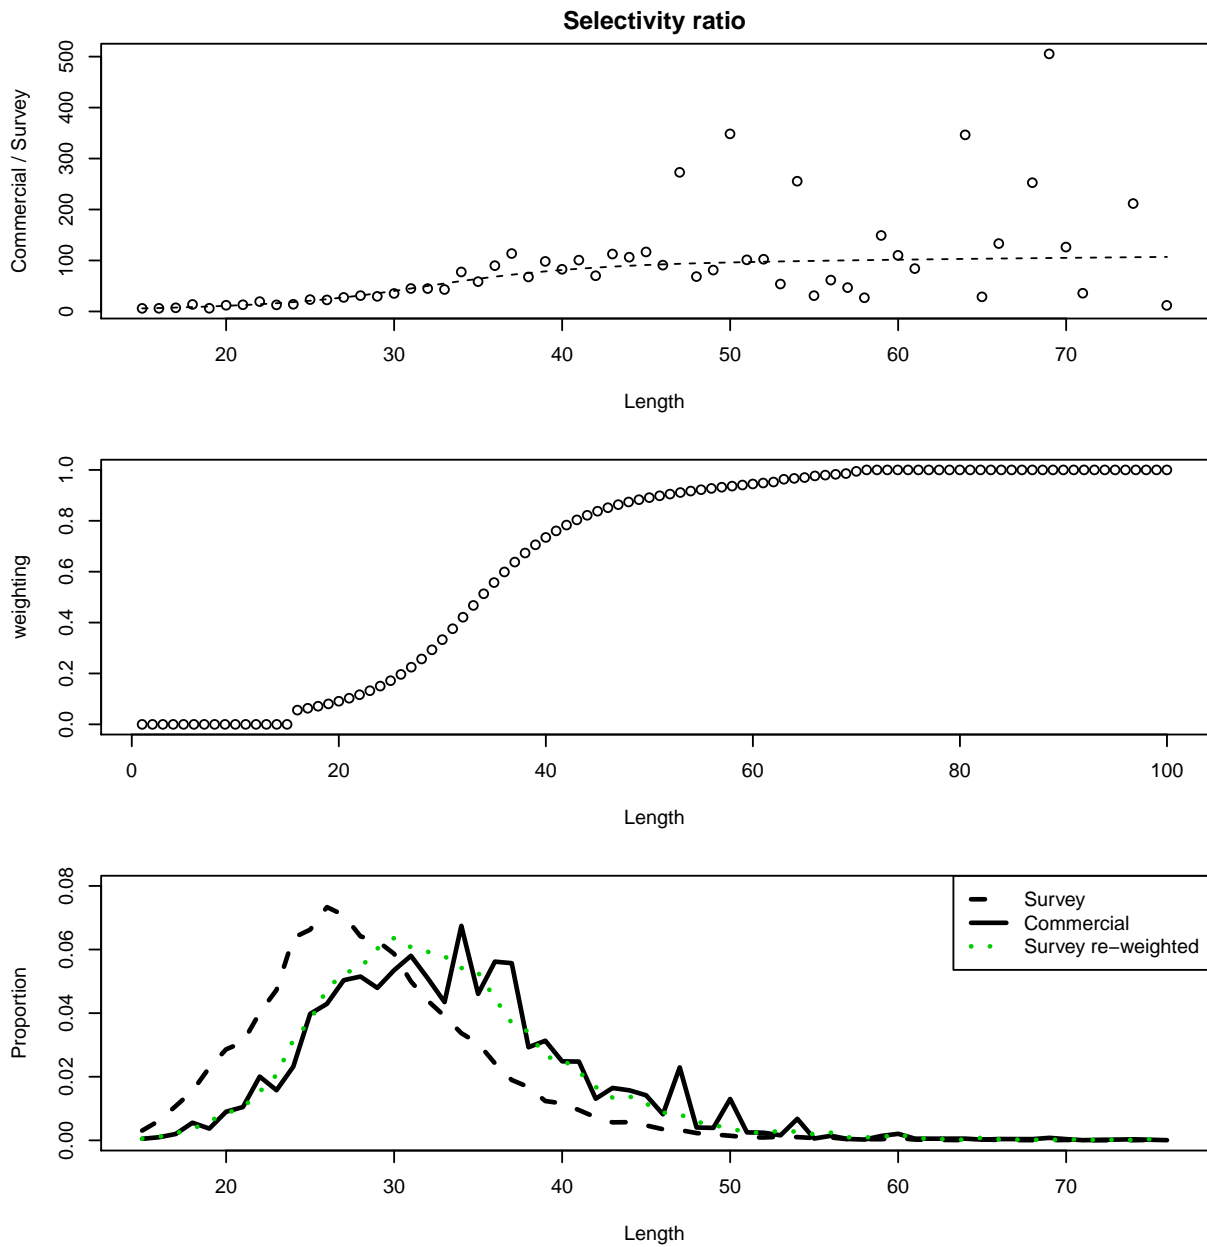 Selectivity ratio
Commercial / Survey
500
400
300
200
100
0
20 30 40 50 60 70
Length
weighting
1.0
0.8
0.6
0.4
0.2
0.0
0 20 40 60 80 100
Length
Proportion
0.08
0.06
0.04
0.02
0.00
Survey
Commercial
Survey re−weighted
20 30 40 50 60 70
Length